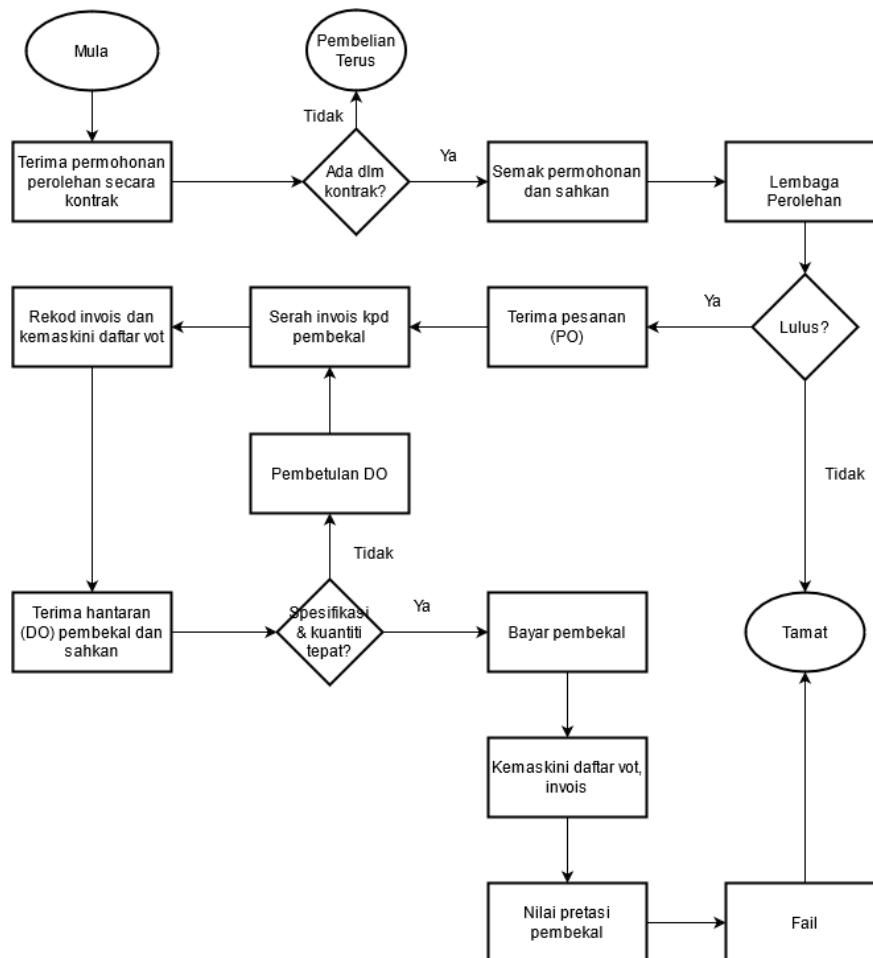 Mula
Pembelian
Terus
Tidak
Terima permohonan
perolehan secara
kontrak
Ada dlm
kontrak?
Ya
Semak permohonan
dan sahkan
Lembaga
Perolehan
Rekod invois dan
kemaskini daftar vot
Serah invois kpd
pembekal
Terima pesanan
(PO)
Ya
Lulus?
Pembetulan DO
Tidak
Tidak
Terima hantaran
(DO) pembekal dan
sahkan
Spesifikasi
& kuantiti
tepat?
Ya
Bayar pembekal
Tamat
Kemaskini daftar vot,
invois
Nilai pretasi
pembekal
Fail